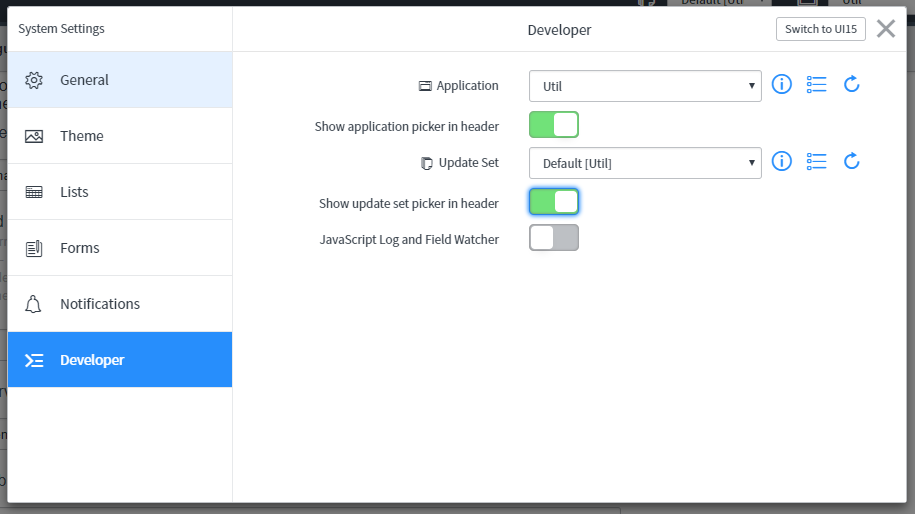 System Settings
Developer
Switch to UI15
General
Theme
Lists
Forms
Notifications
Developer
Application
Util
Show application picker in header
Update Set
Default [Util]
Show update set picker in header
JavaScript Log and Field Watcher